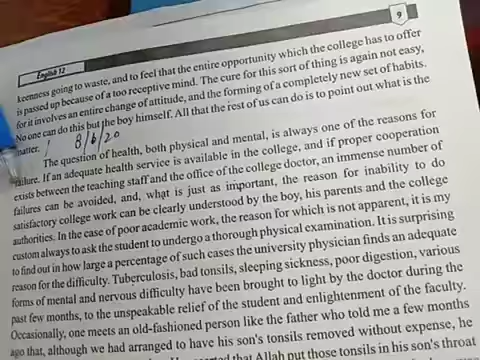 9
English 12
keenness going to waste, and to feel that the entire opportunity which the college has to offer
is passed up because of a too receptive mind. The cure for this sort of thing is again not easy,
for it involves an entire change of attitude, and the forming of a completely new set of habits.
No one can do this but the boy himself. All that the rest of us can do is to point out what is the
matter.
8/6/20
The question of health, both physical and mental, is always one of the reasons for
failure. If an adequate health service is available in the college, and if proper cooperation
exists between the teaching staff and the office of the college doctor, an immense number of
failures can be avoided, and, what is just as important, the reason for inability to do
satisfactory college work can be clearly understood by the boy, his parents and the college
authorities. In the case of poor academic work, the reason for which is not apparent, it is my
custom always to ask the student to undergo a thorough physical examination. It is surprising
to find out in how large a percentage of such cases the university physician finds an adequate
reason for the difficulty. Tuberculosis, bad tonsils, sleeping sickness, poor digestion, various
forms of mental and nervous difficulty have been brought to light by the doctor during the
past few months, to the unspeakable relief of the student and enlightenment of the faculty.
Occasionally, one meets an old-fashioned person like the father who told me a few months
ago that, although we had arranged to have his son's tonsils removed without expense, he
that Allah put those tonsils in his son's throat